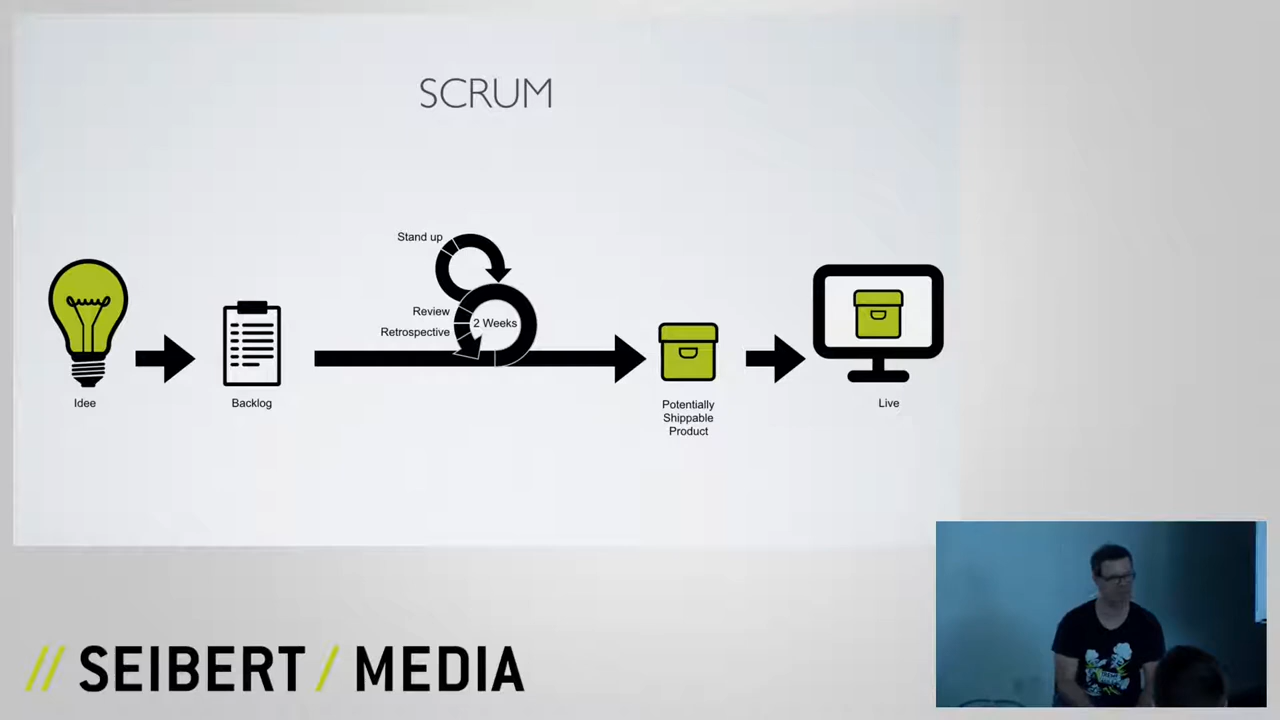 SCRUM
Stand up
Review
Retrospective
2 Weeks
Idee
Backlog
Potentially
Shippable
Product
Live
// SEIBERT / MEDIA